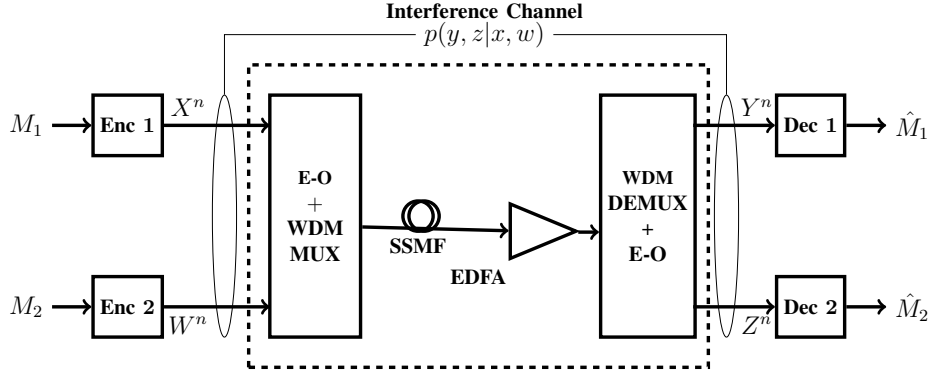 Interference Channel
p(y, z|x, w)
M₁
Enc 1
Xⁿ
E-O
+
WDM
MUX
SSMF
EDFA
WDM
DEMUX
+
E-O
Yⁿ
Dec 1
M̂₁
M₂
Enc 2
Wⁿ
Zⁿ
Dec 2
M̂₂